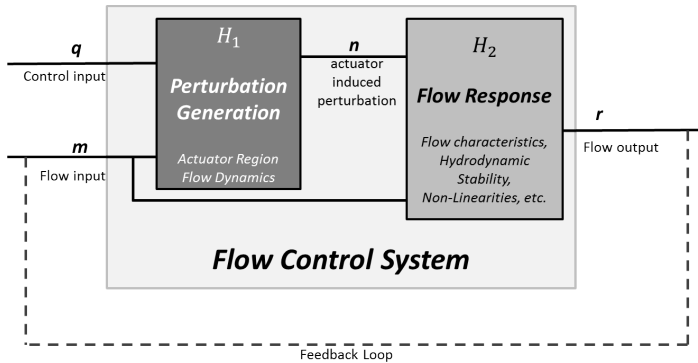 q
Control input
m
Flow input
H₁
Perturbation
Generation
Actuator Region
Flow Dynamics
n
actuator
induced
perturbation
H₂
Flow Response
Flow characteristics,
Hydrodynamic
Stability,
Non-Linearities, etc.
r
Flow output
Flow Control System
Feedback Loop